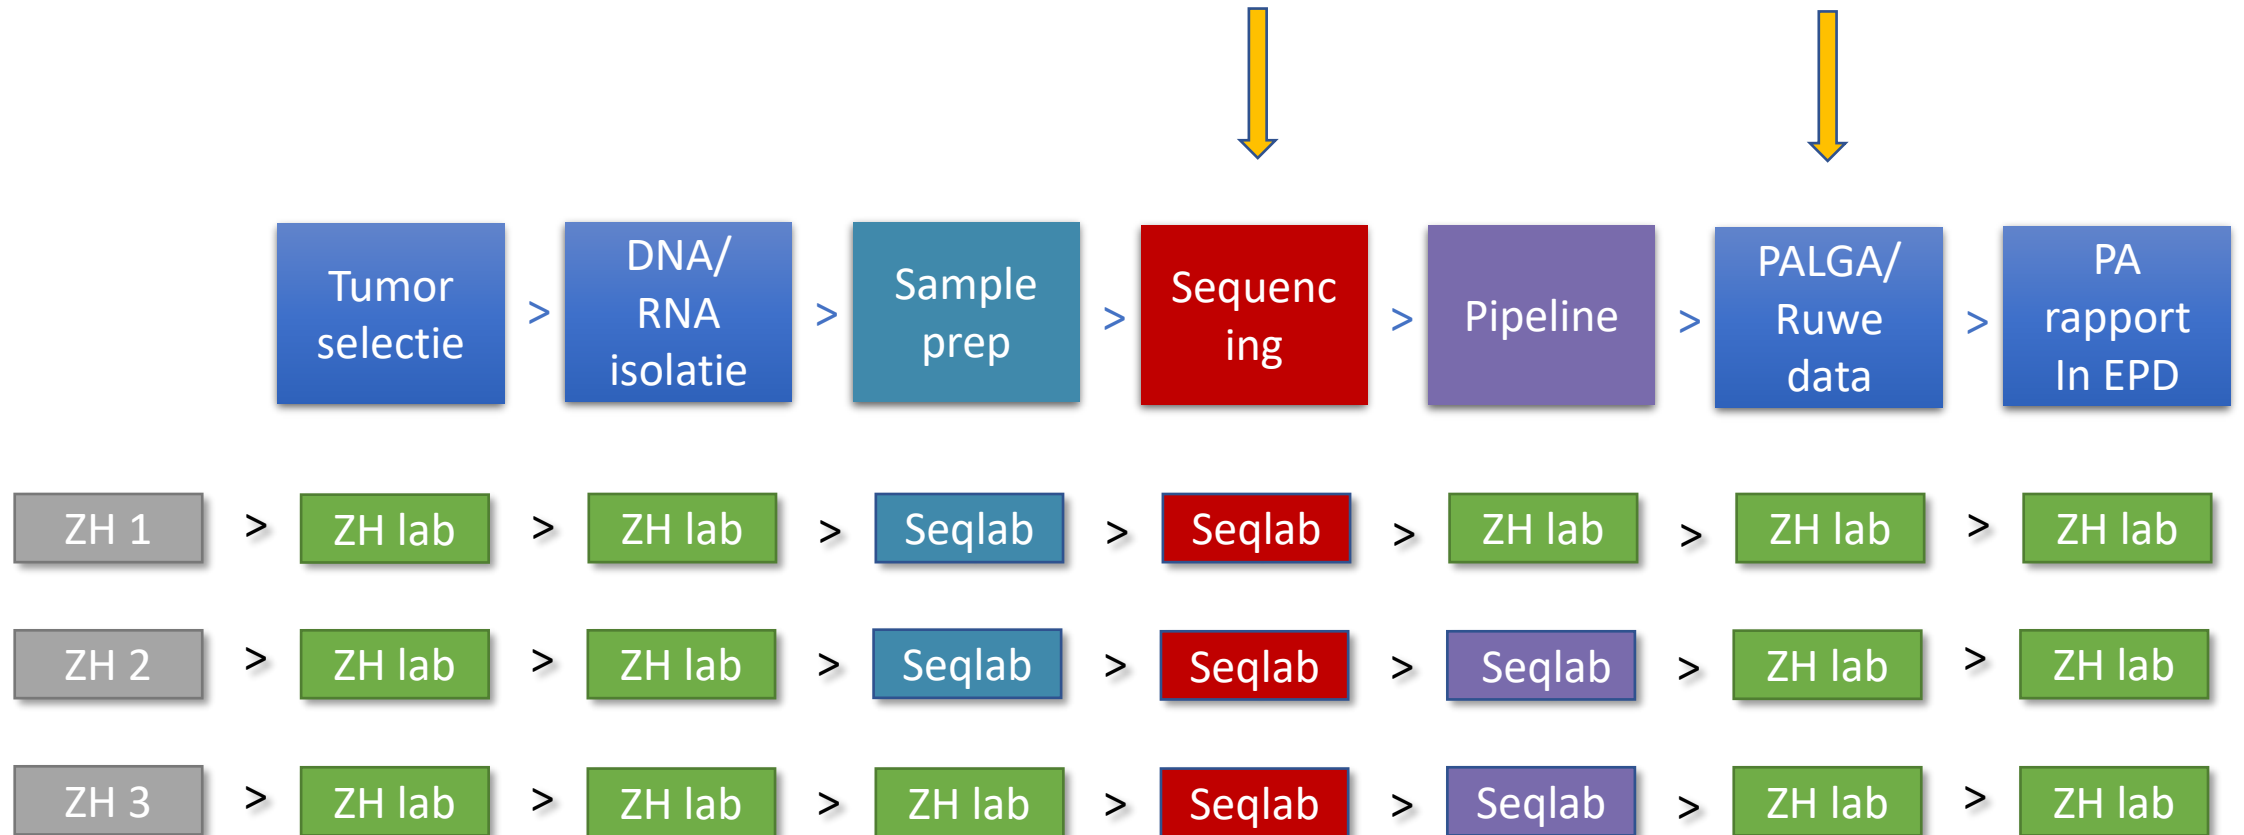 Tumor
selectie
>
DNA/
RNA
isolatie
>
Sample
prep
>
Sequenc
ing
>
Pipeline
>
PALGA/
Ruwe
data
>
PA
rapport
In EPD
ZH 1 > ZH lab > ZH lab > Seqlab > Seqlab > ZH lab > ZH lab > ZH lab
ZH 2 > ZH lab > ZH lab > Seqlab > Seqlab > Seqlab > ZH lab > ZH lab
ZH 3 > ZH lab > ZH lab > ZH lab > Seqlab > Seqlab > ZH lab > ZH lab